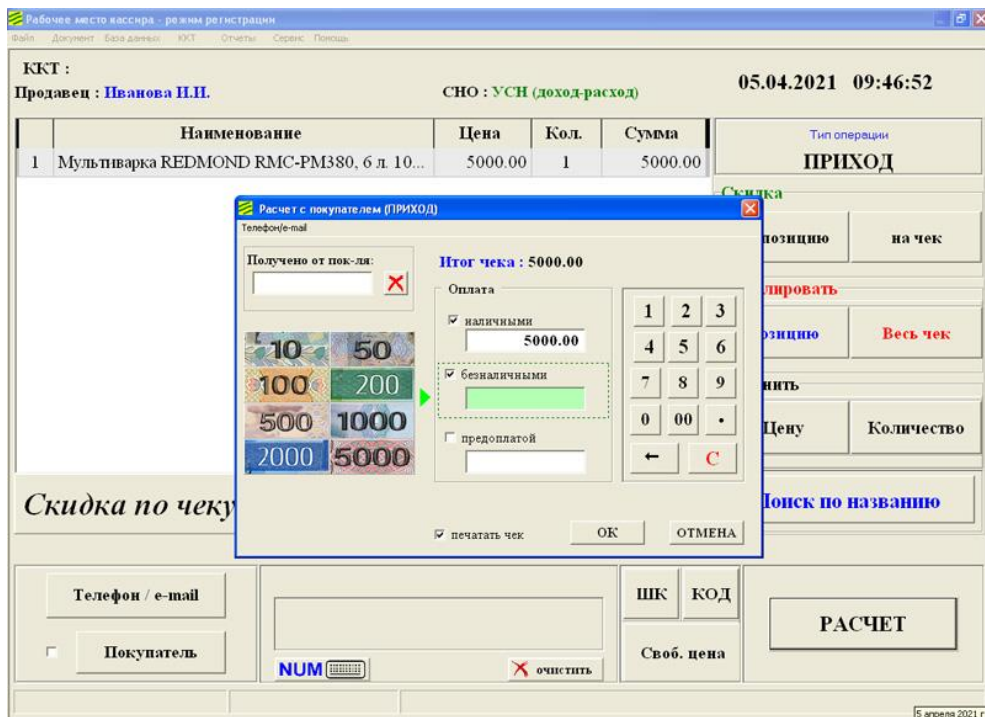 Рабочее место кассира - режим регистрации
Файл Документ База данных ККТ Отчеты Сервис Помощь
ККТ :
Продавец : Иванова И.И.
СНО : УСН (доход-расход)
05.04.2021 09:46:52
Наименование Цена Кол. Сумма
1 Мультиварка REDMOND RMC-PM380, 6 л. 10... 5000.00 1 5000.00
Тип операции
ПРИХОД
Скидка
позицию на чек
лировать
озицию Весь чек
нить
Цену Количество
Поиск по названию
Расчет с покупателем (ПРИХОД)
Телефон/e-mail
Получено от пок-ля:
Итог чека : 5000.00
Оплата
наличными
5000.00
безналичными
предоплатой
10 50
100 200
500 1000
2000 5000
1 2 3
4 5 6
7 8 9
0 00 .
← C
печатать чек
ОК ОТМЕНА
Скидка по чеку
Телефон / e-mail
Покупатель
NUM
очистить
ШК КОД
Своб. цена
РАСЧЕТ
5 апреля 2021 г